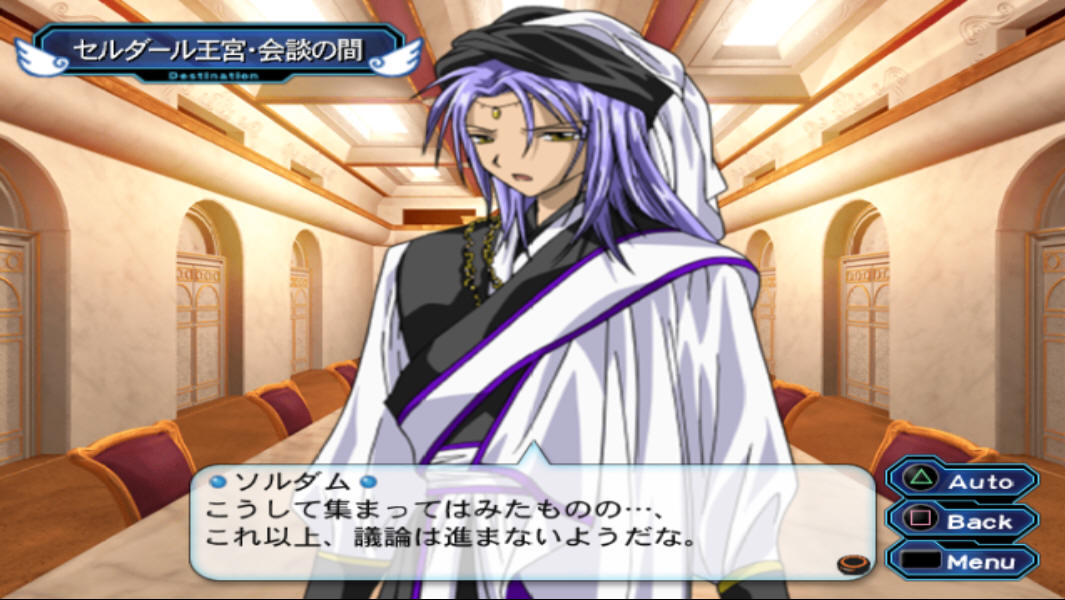 セルダール王宮・会談の間
Destination
ソルダム
こうして集まってはみたものの…、
これ以上、議論は進まないようだな。
Auto
Back
Menu